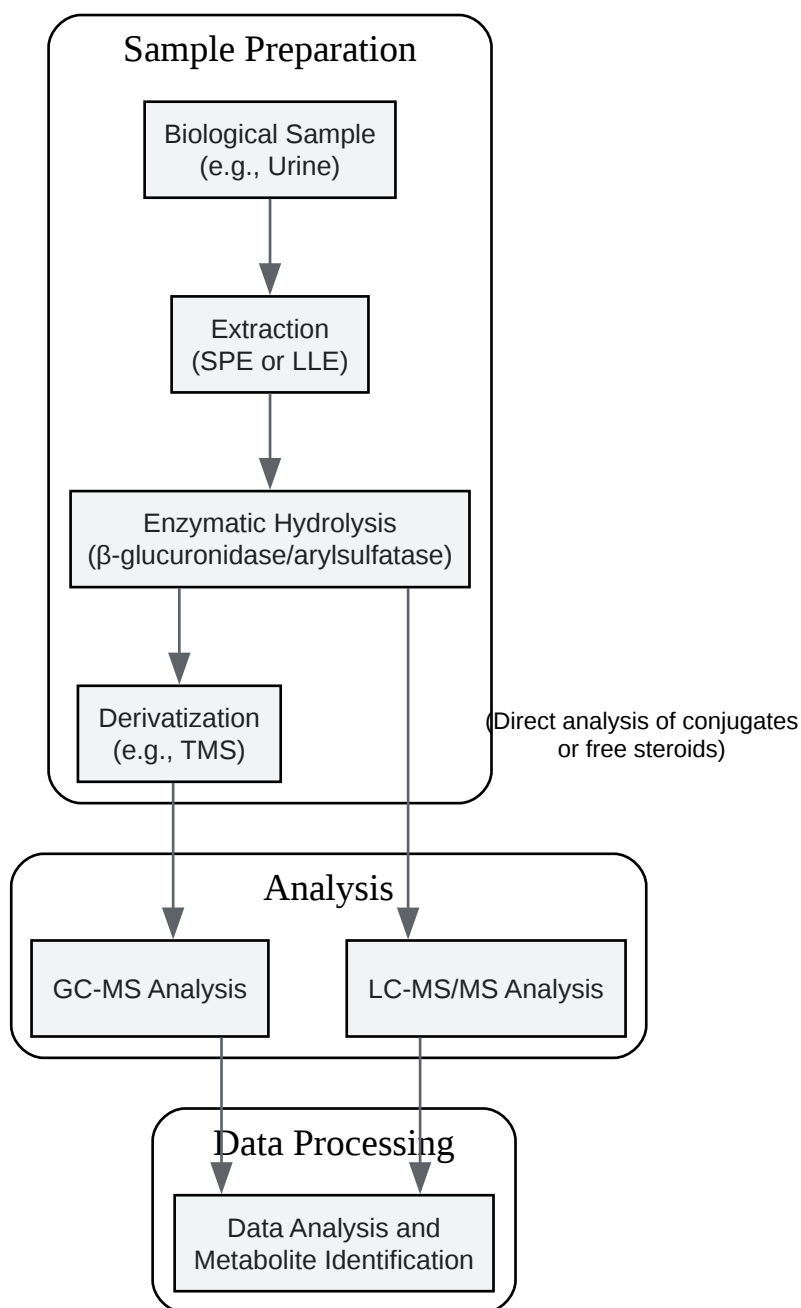 Sample Preparation
Biological Sample
(e.g., Urine)
Extraction
(SPE or LLE)
Enzymatic Hydrolysis
(β-glucuronidase/arylsulfatase)
Derivatization
(e.g., TMS)
(Direct analysis of conjugates
or free steroids)
Analysis
GC-MS Analysis
LC-MS/MS Analysis
Data Processing
Data Analysis and
Metabolite Identification